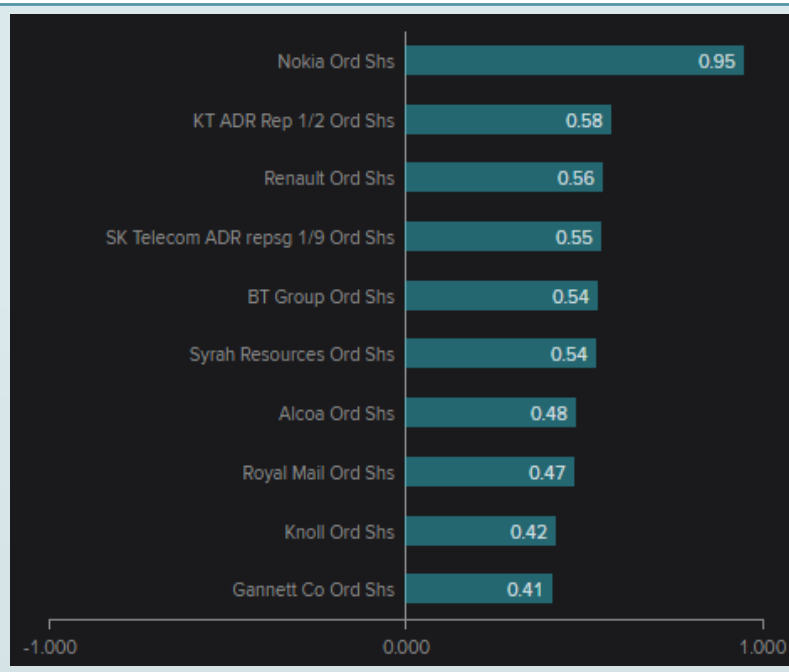 Nokia Ord Shs 0.95
KT ADR Rep 1/2 Ord Shs 0.58
Renault Ord Shs 0.56
SK Telecom ADR repsg 1/9 Ord Shs 0.55
BT Group Ord Shs 0.54
Syrah Resources Ord Shs 0.54
Alcoa Ord Shs 0.48
Royal Mail Ord Shs 0.47
Knoll Ord Shs 0.42
Gannett Co Ord Shs 0.41
-1.000 0.000 1.000